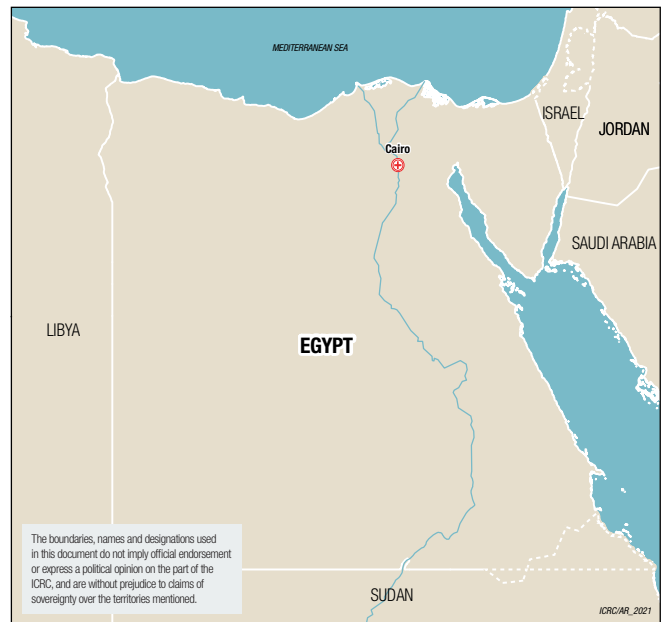 MEDITERRANEAN SEA
ISRAEL
JORDAN
Cairo
SAUDI ARABIA
LIBYA
EGYPT
The boundaries, names and designations used
in this document do not imply official endorsement
or express a political opinion on the part of the
ICRC, and are without prejudice to claims of
sovereignty over the territories mentioned.
SUDAN
ICRC/AR_2021